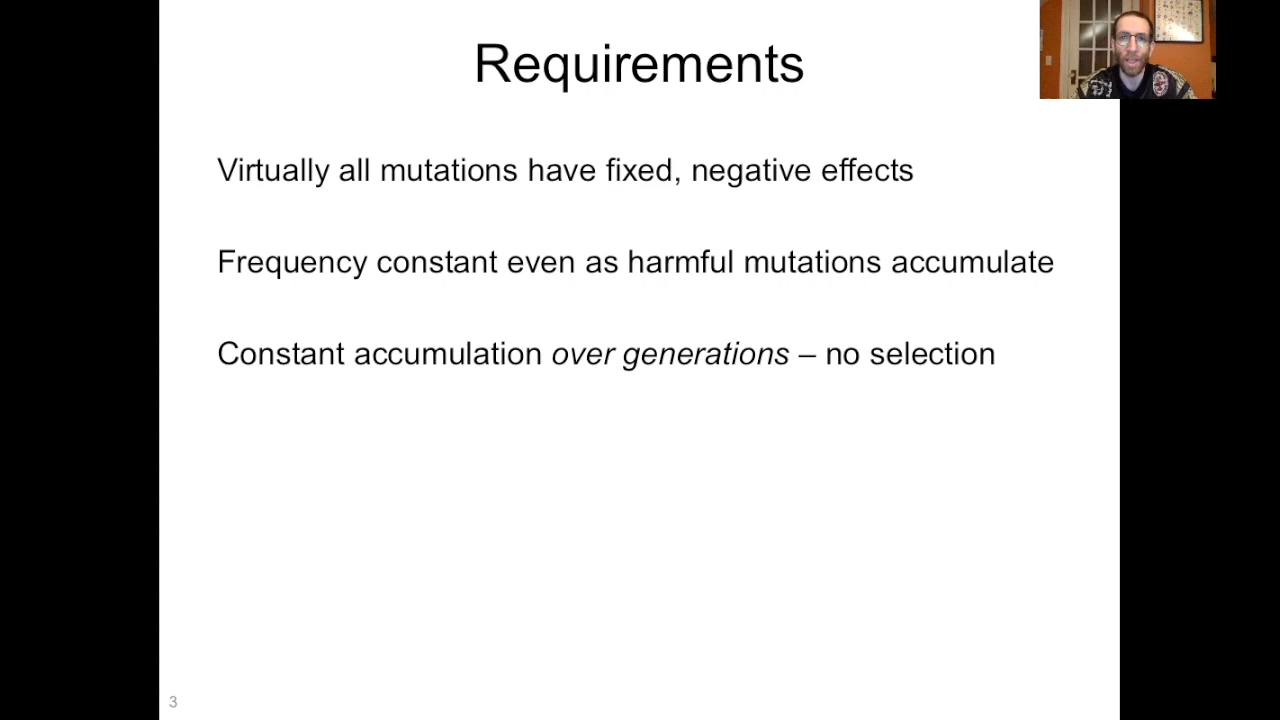 Requirements
Virtually all mutations have fixed, negative effects
Frequency constant even as harmful mutations accumulate
Constant accumulation over generations – no selection
3